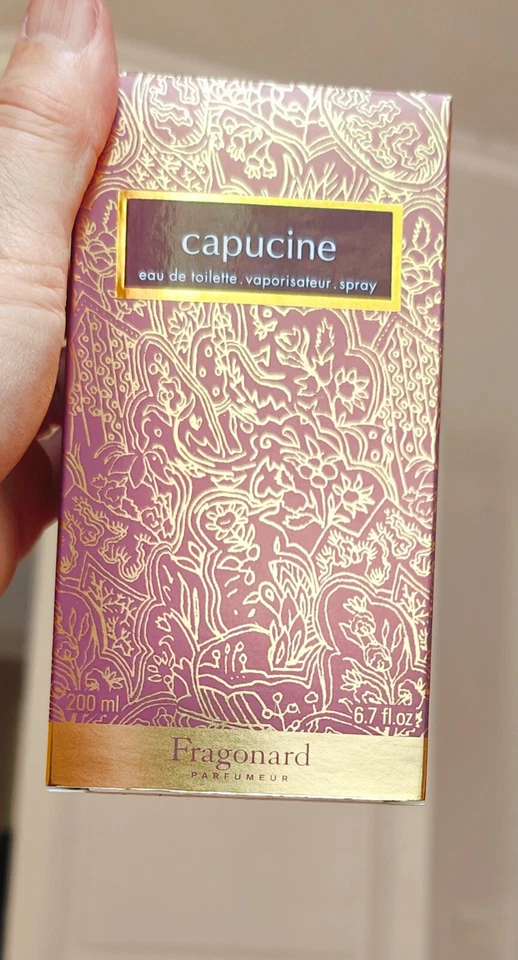 capucine
eau de toilette.vaporisateur.spray
200 ml 6.7 fl.oz
Fragonard
PARFUMEUR